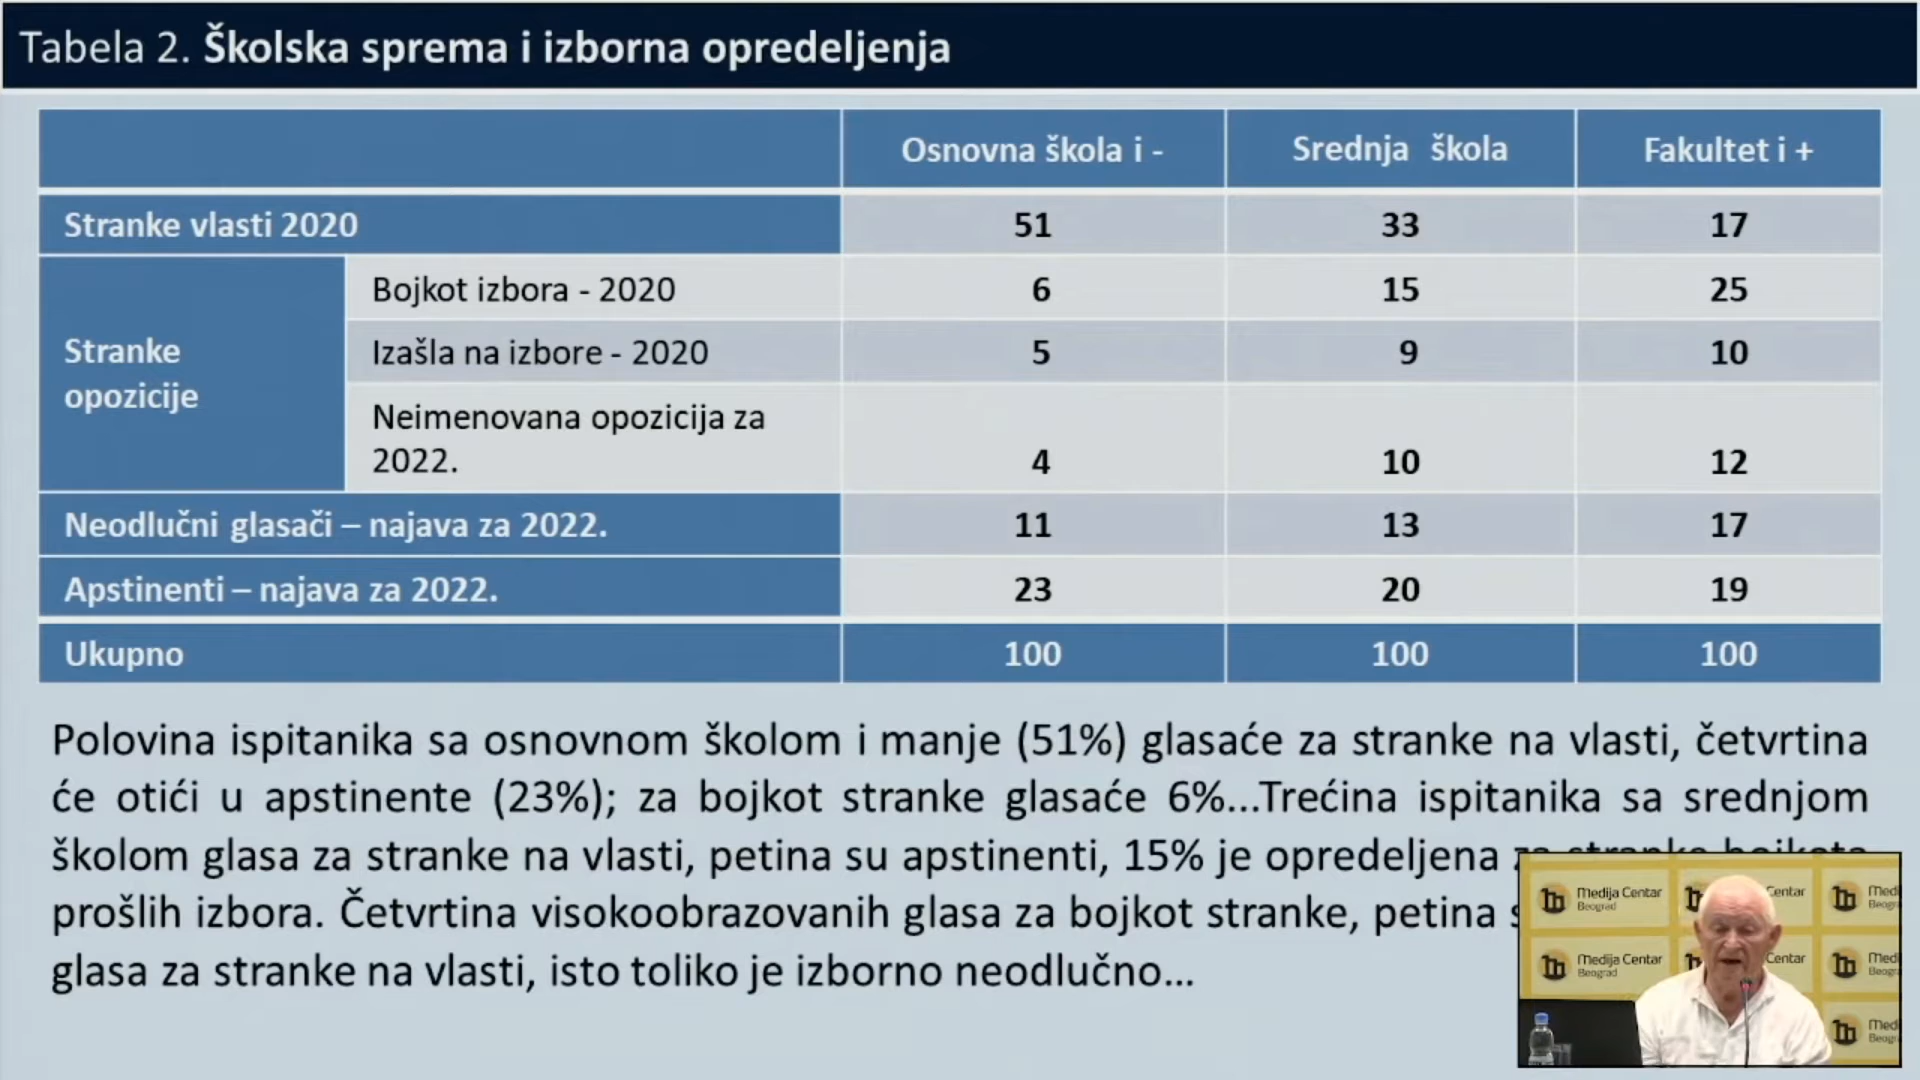 Tabela 2. Školska sprema i izborna opredeljenja
Osnovna škola i - Srednja škola Fakultet i +
Stranke vlasti 2020 51 33 17
Stranke opozicije
Bojkot izbora - 2020 6 15 25
Izašla na izbore - 2020 5 9 10
Neimenovana opozicija za
2022. 4 10 12
Neodlučni glasači – najava za 2022. 11 13 17
Apstinenti – najava za 2022. 23 20 19
Ukupno 100 100 100
Polovina ispitanika sa osnovnom školom i manje (51%) glasaće za stranke na vlasti, četvrtina
će otići u apstinente (23%); za bojkot stranke glasaće 6%...Trećina ispitanika sa srednjom
školom glasa za stranke na vlasti, petina su apstinenti, 15% je opredeljena za stranke bojkota
prošlih izbora. Četvrtina visokoobrazovanih glasa za bojkot stranke, petina
glasa za stranke na vlasti, isto toliko je izborno neodlučno...
Medija Centar
Beograd
Centar
Medija Centar
Beograd
Centar